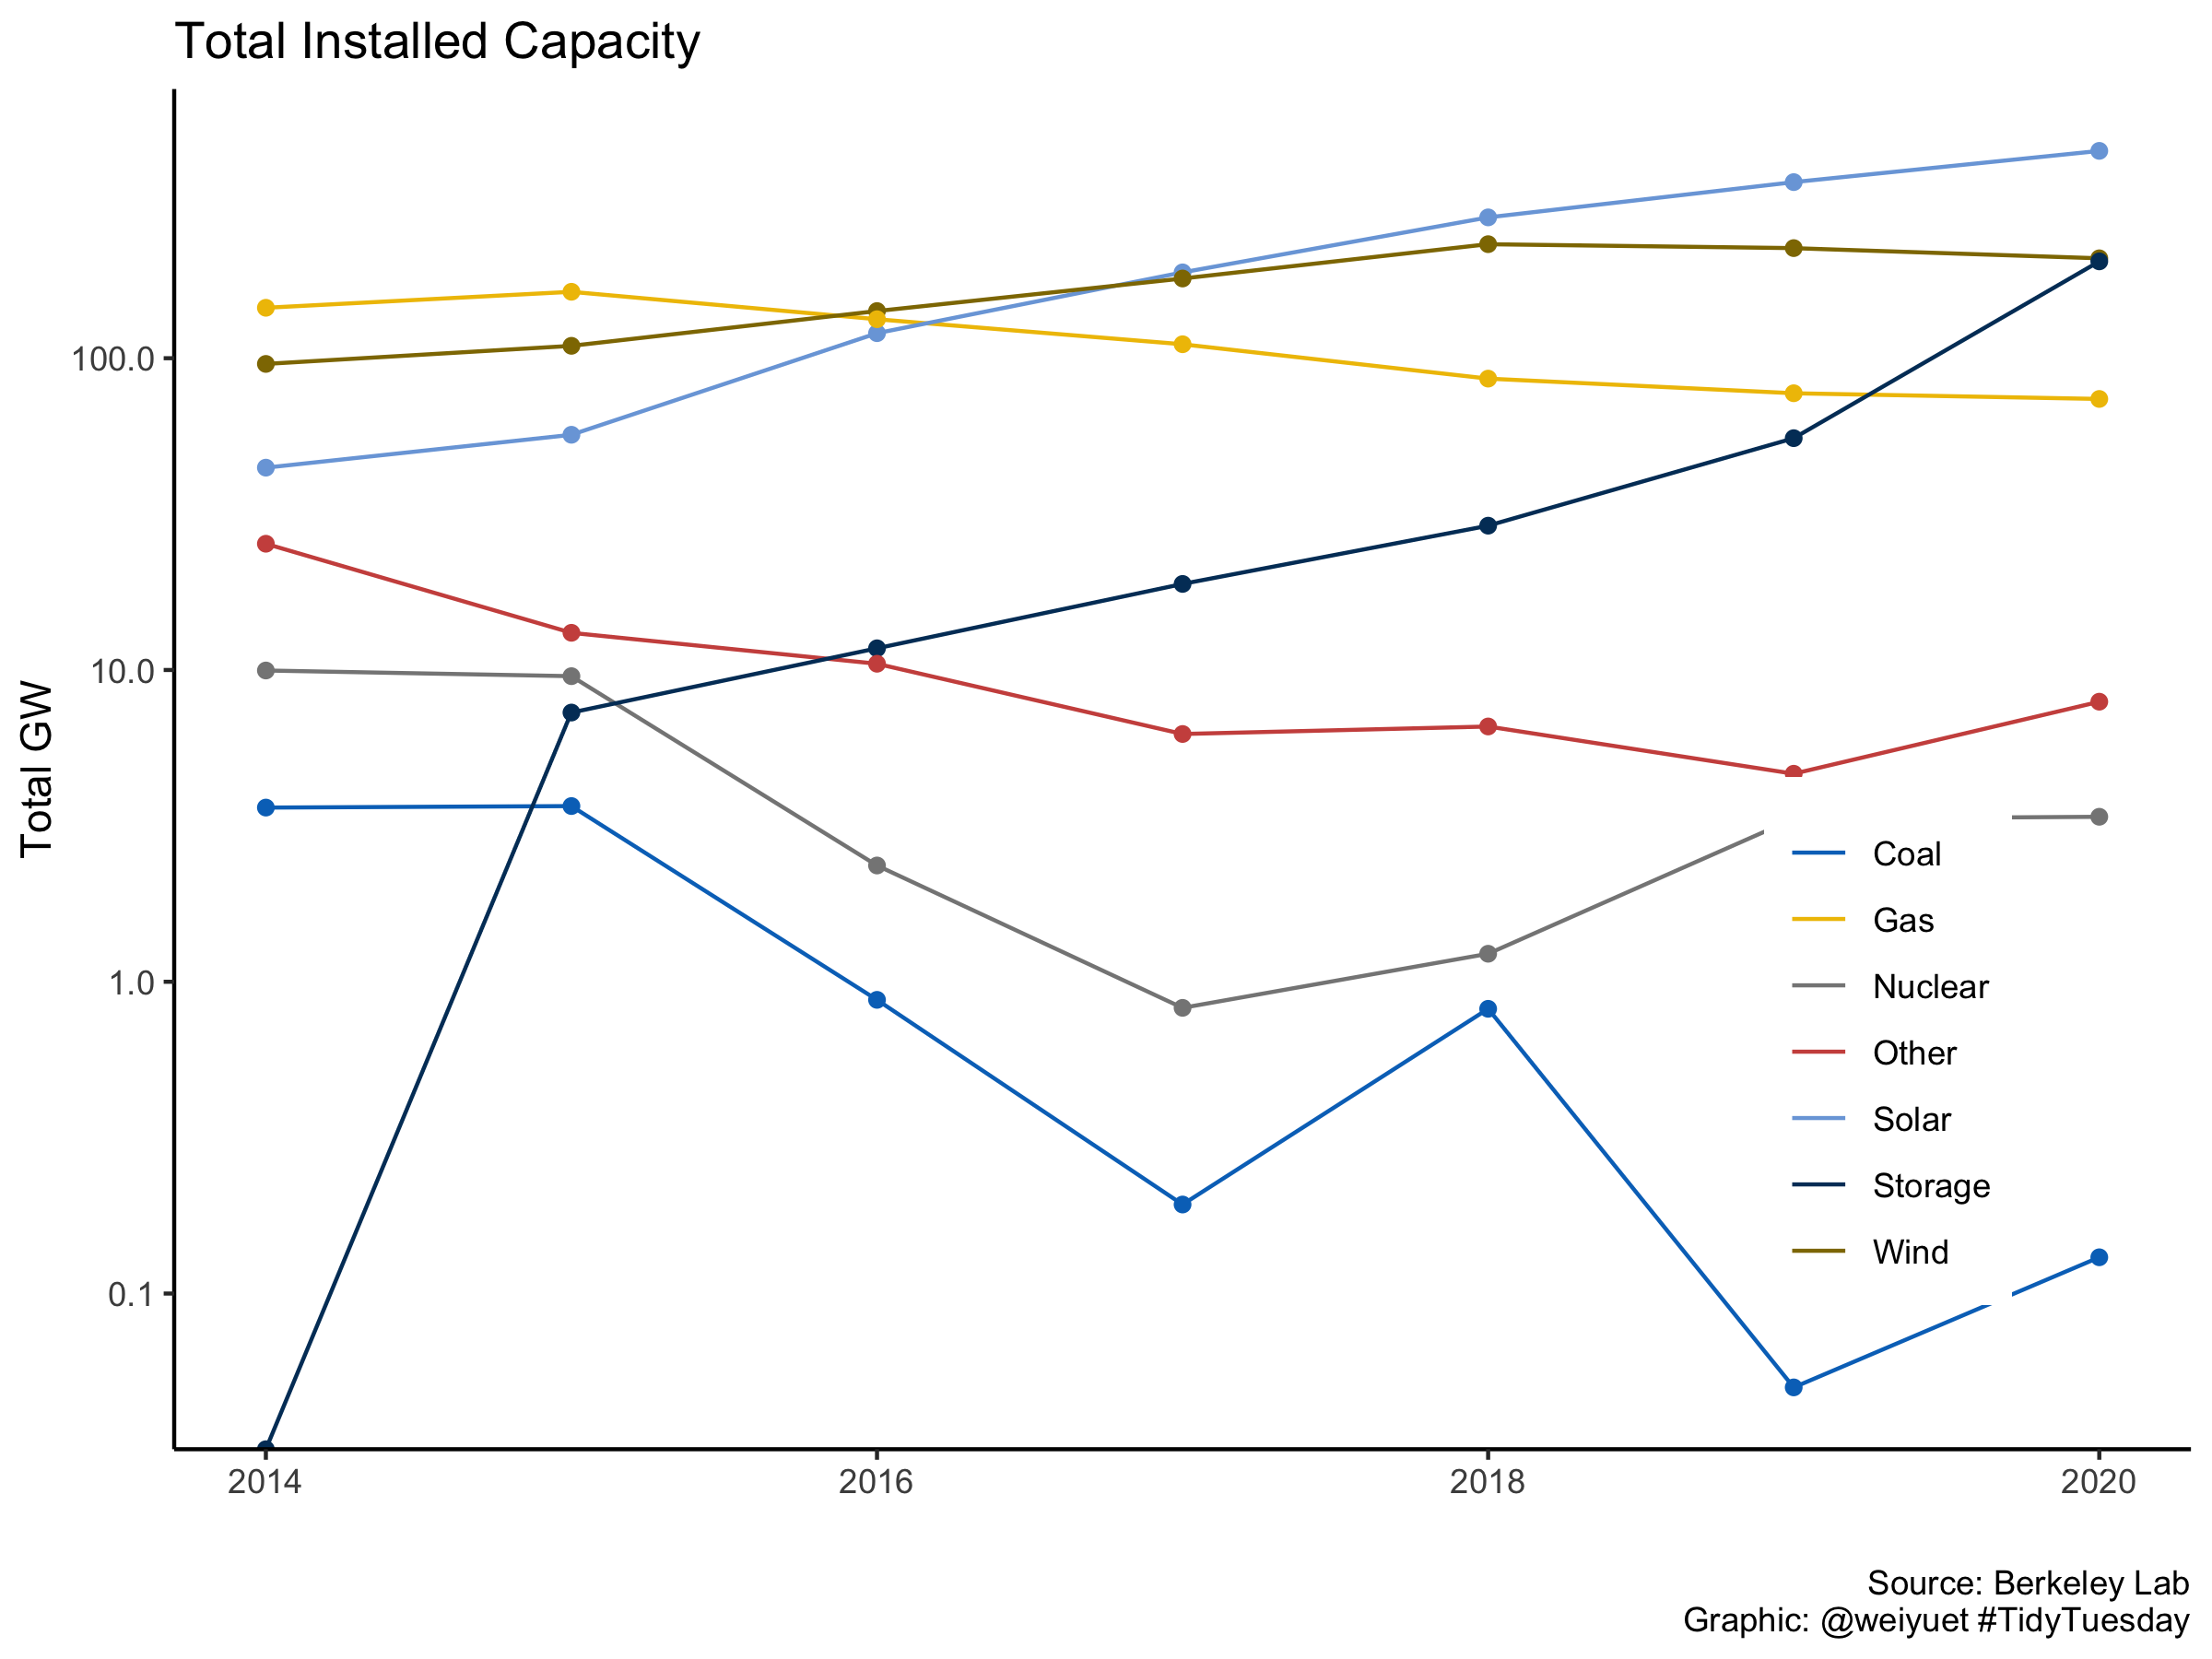 Total Installed Capacity
Total GW
100.0
10.0
1.0
0.1
Coal
Gas
Nuclear
Other
Solar
Storage
Wind
2014 2016 2018 2020
Source: Berkeley Lab
Graphic: @weiyuet #TidyTuesday